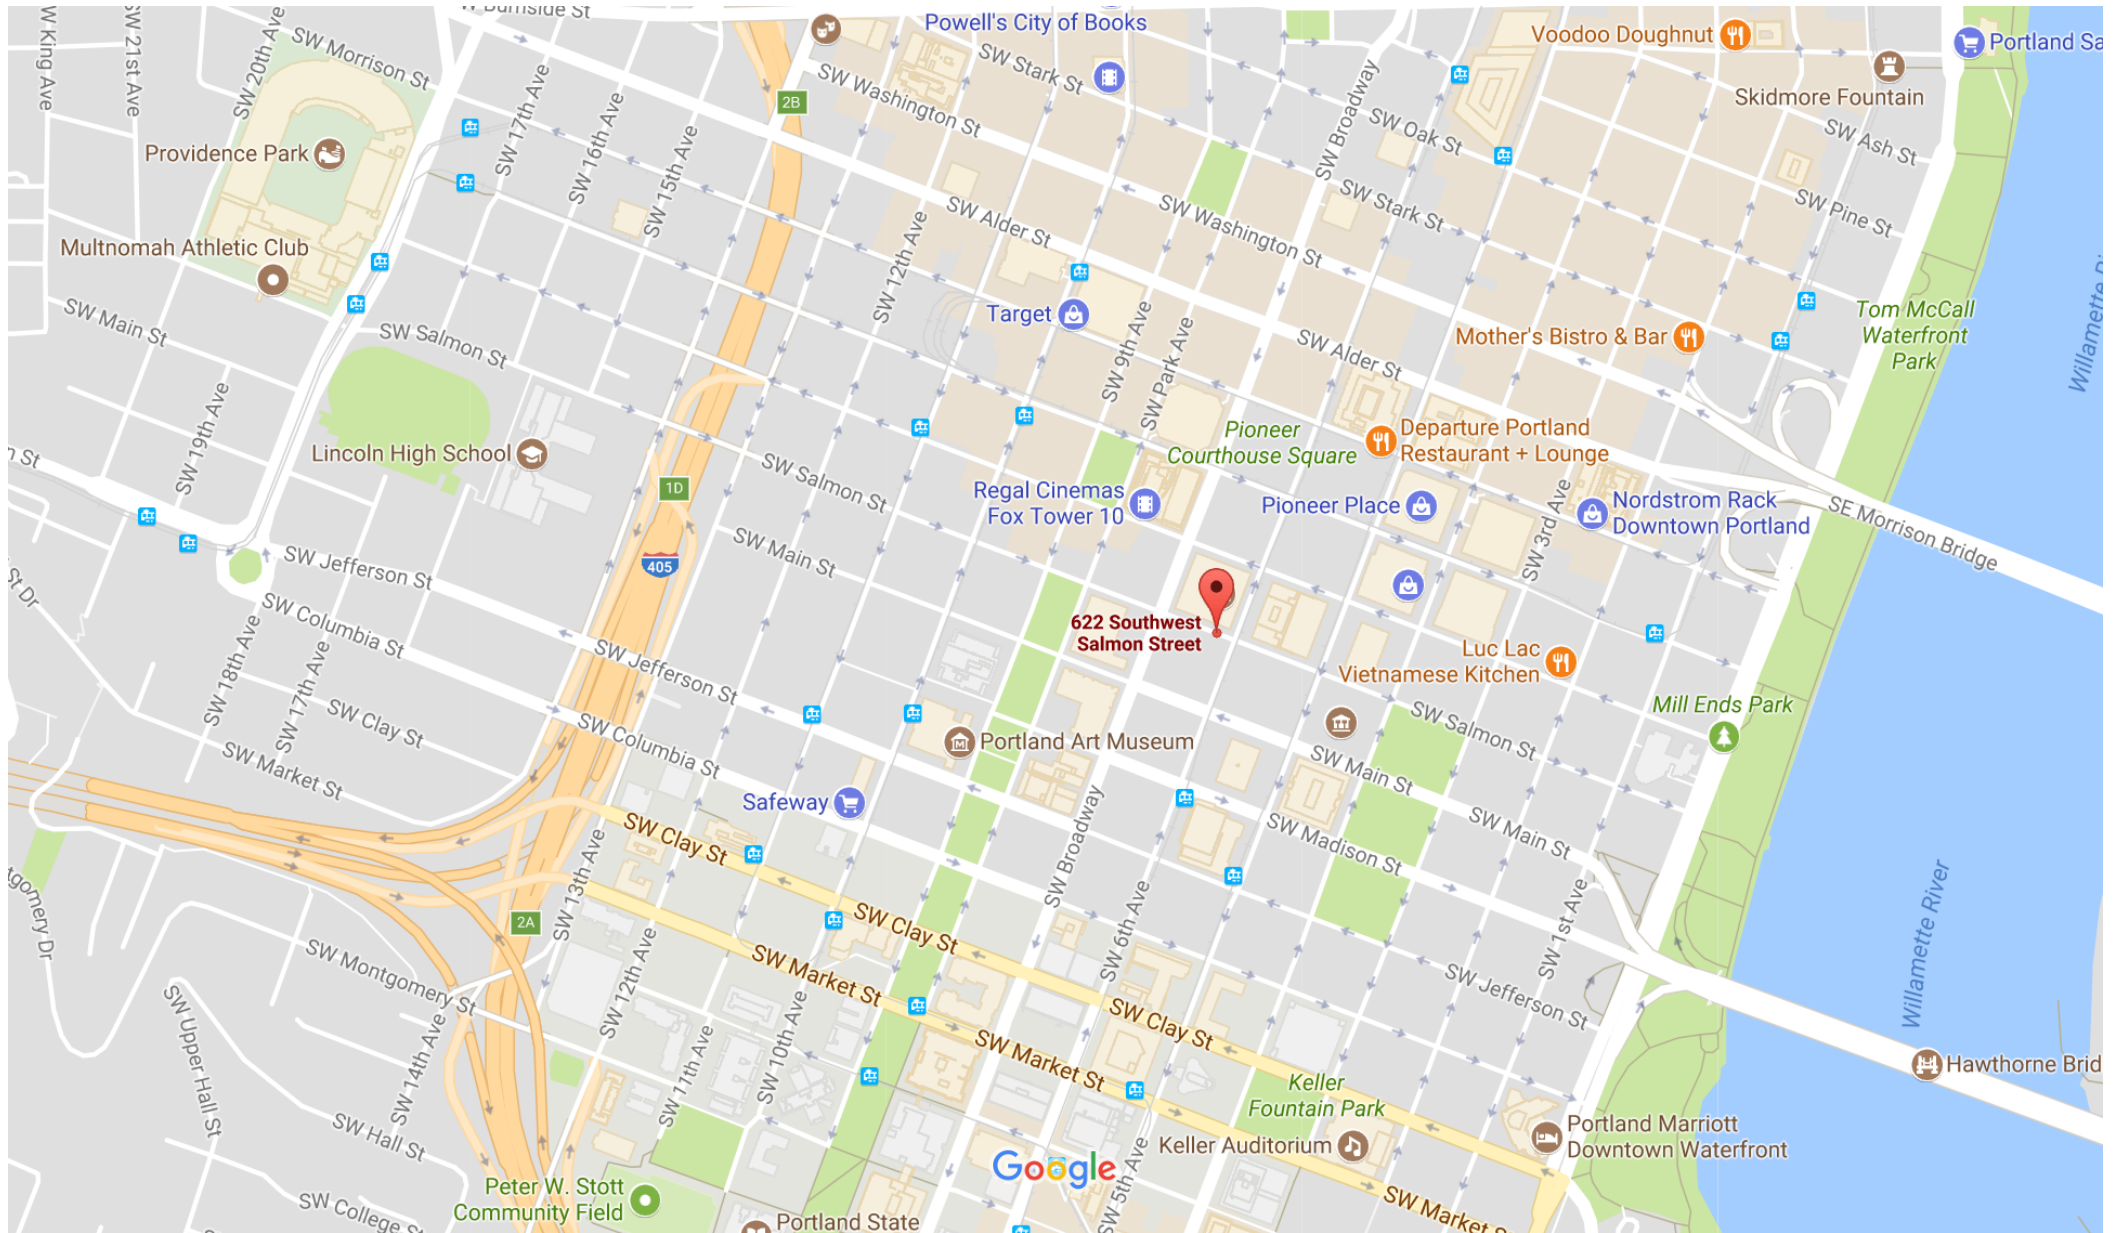 W Burnside St
Powell's City of Books
Voodoo Doughnut
Portland Sa
SW King Ave
SW 21st Ave
SW 20th Ave
SW Morrison St
SW Stark St
SW Washington St
2B
SW Broadway
SW Oak St
Skidmore Fountain
SW Ash St
SW 17th Ave
SW 16th Ave
SW 15th Ave
Providence Park
SW Stark St
SW Pine St
Multnomah Athletic Club
SW 12th Ave
SW Alder St
SW Washington St
Willamette Ri
SW Main St
SW Salmon St
Target
SW 9th Ave
SW Park Ave
SW Alder St
Mother's Bistro & Bar
Tom McCall
Waterfront
Park
SW 19th Ave
Lincoln High School
Pioneer
Courthouse Square
Departure Portland
Restaurant + Lounge
n St
1D
SW Salmon St
Regal Cinemas
Fox Tower 10
Pioneer Place
SW 3rd Ave
Nordstrom Rack
Downtown Portland
SE Morrison Bridge
SW Jefferson St
405
SW Main St
St Dr
SW Columbia St
622 Southwest
Salmon Street
Luc Lac
Vietnamese Kitchen
SW 18th Ave
SW 17th Ave
SW Jefferson St
Mill Ends Park
SW Clay St
SW Columbia St
Portland Art Museum
SW Salmon St
SW Market St
SW Main St
Safeway
SW Clay St
SW Broadway
SW Madison St
SW Main St
tgomery Dr
2A
SW 13th Ave
SW Clay St
SW 6th Ave
SW 1st Ave
Willamette River
SW Montgomery St
SW 12th Ave
SW Market St
SW Jefferson St
SW Upper Hall St
SW 14th Ave
SW 11th Ave
SW 10th Ave
SW Market St
SW Clay St
Hawthorne Brid
Keller
Fountain Park
SW Hall St
Keller Auditorium
Portland Marriott
Downtown Waterfront
Google
SW 5th Ave
Peter W. Stott
Community Field
SW College St
Portland State
SW Market S